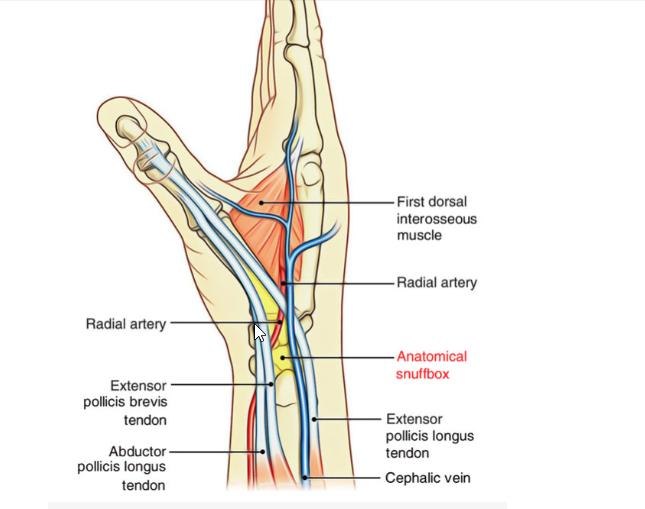 First dorsal
interosseous
muscle
Radial artery
Radial artery
Anatomical
snuffbox
Extensor
pollicis brevis
tendon
Extensor
pollicis longus
tendon
Abductor
pollicis longus
tendon
Cephalic vein